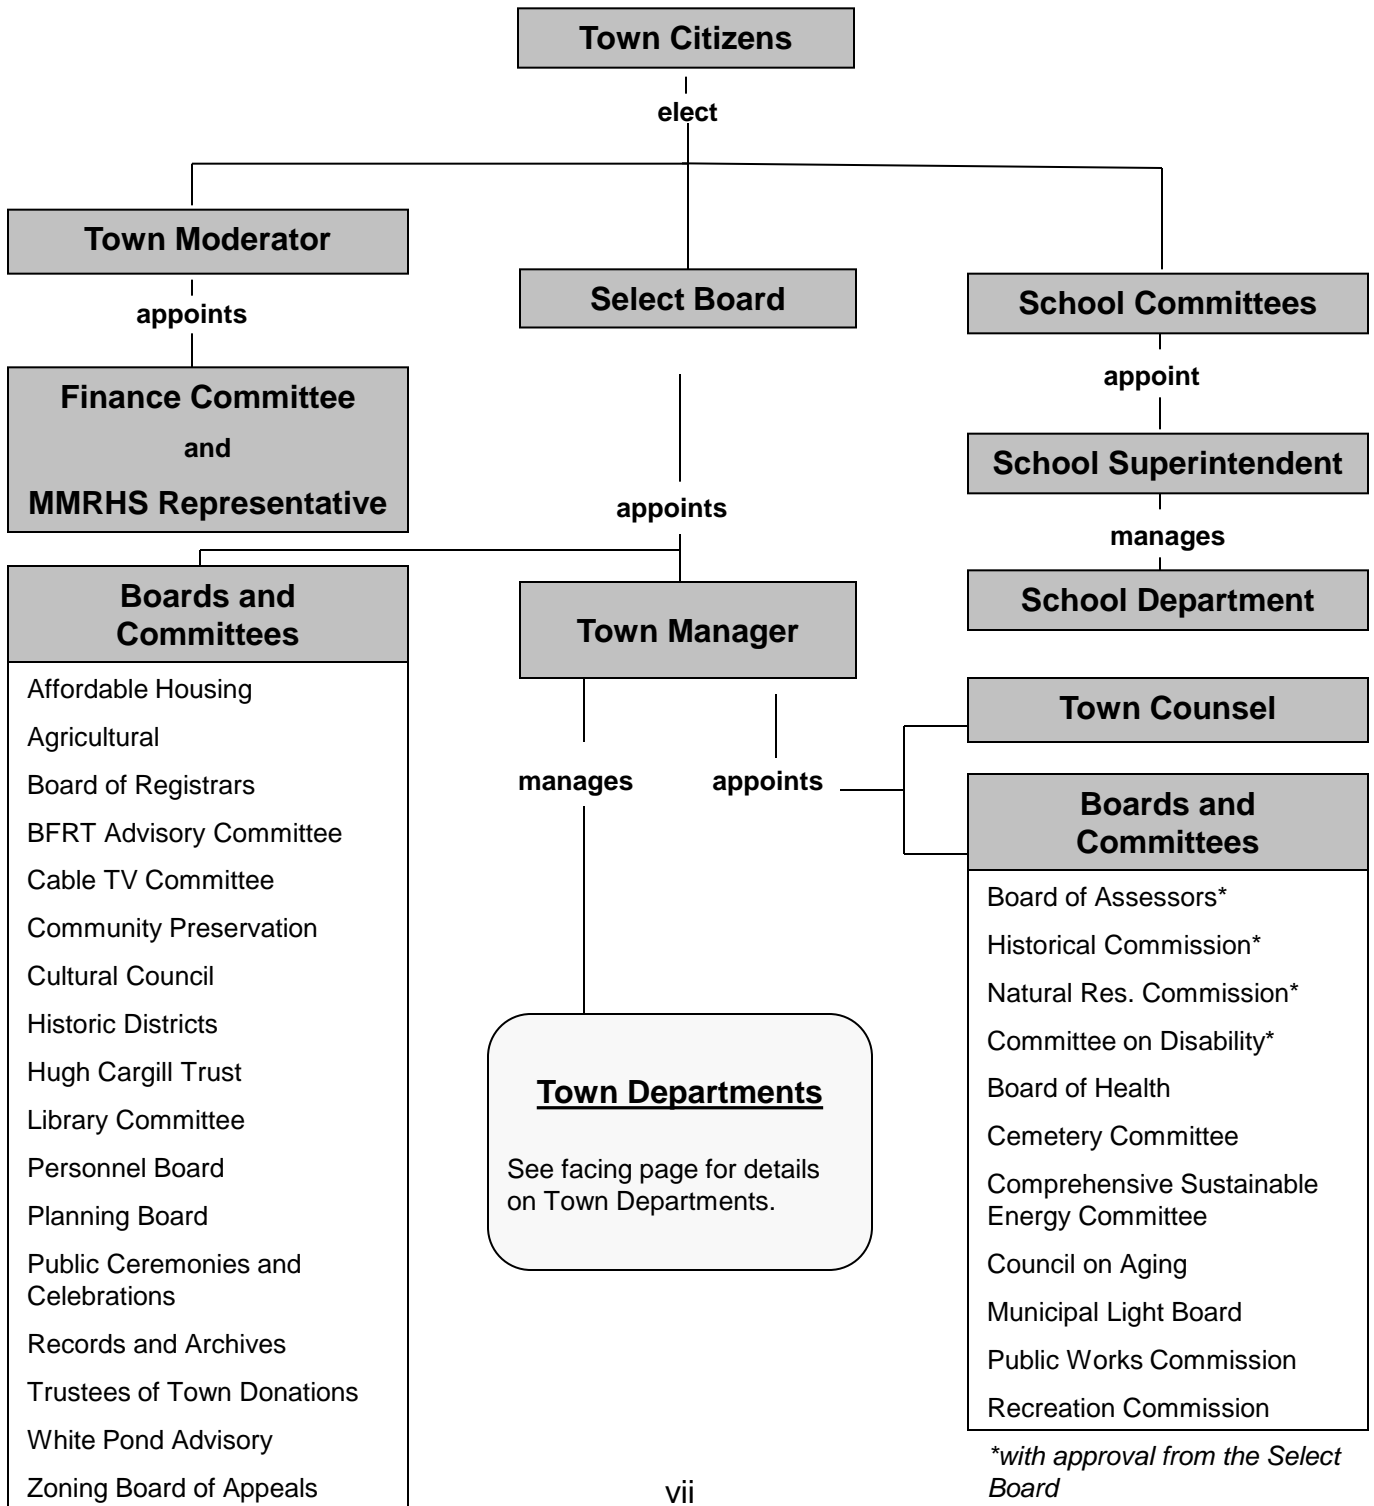 Town Citizens
elect
Town Moderator
appoints
Finance Committee
and
MMRHS Representative
Select Board
appoints
School Committees
appoint
School Superintendent
manages
School Department
Boards and
Committees
Affordable Housing
Agricultural
Board of Registrars
BFRT Advisory Committee
Cable TV Committee
Community Preservation
Cultural Council
Historic Districts
Hugh Cargill Trust
Library Committee
Personnel Board
Planning Board
Public Ceremonies and
Celebrations
Records and Archives
Trustees of Town Donations
White Pond Advisory
Zoning Board of Appeals
Town Manager
manages
appoints
Town Departments
See facing page for details
on Town Departments.
Town Counsel
Boards and
Committees
Board of Assessors*
Historical Commission*
Natural Res. Commission*
Committee on Disability*
Board of Health
Cemetery Committee
Comprehensive Sustainable
Energy Committee
Council on Aging
Municipal Light Board
Public Works Commission
Recreation Commission
*with approval from the Select
Board
vii